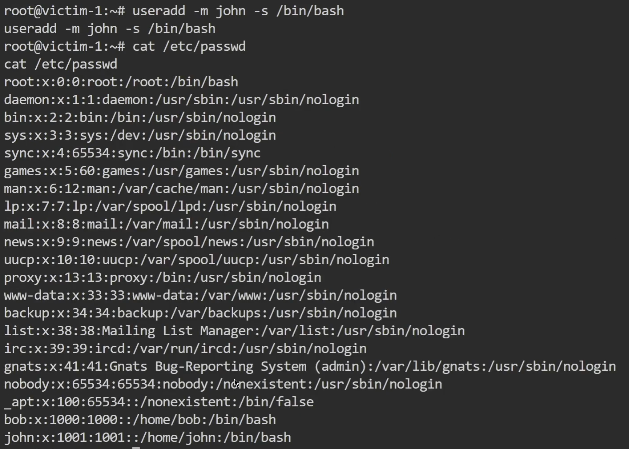 root@victim-1:~# useradd -m john -s /bin/bash
useradd -m john -s /bin/bash
root@victim-1:~# cat /etc/passwd
cat /etc/passwd
root:x:0:0:root:/root:/bin/bash
daemon:x:1:1:daemon:/usr/sbin:/usr/sbin/nologin
bin:x:2:2:bin:/bin:/usr/sbin/nologin
sys:x:3:3:sys:/dev:/usr/sbin/nologin
sync:x:4:65534:sync:/bin:/bin/sync
games:x:5:60:games:/usr/games:/usr/sbin/nologin
man:x:6:12:man:/var/cache/man:/usr/sbin/nologin
lp:x:7:7:lp:/var/spool/lpd:/usr/sbin/nologin
mail:x:8:8:mail:/var/mail:/usr/sbin/nologin
news:x:9:9:news:/var/spool/news:/usr/sbin/nologin
uucp:x:10:10:uucp:/var/spool/uucp:/usr/sbin/nologin
proxy:x:13:13:proxy:/bin:/usr/sbin/nologin
www-data:x:33:33:www-data:/var/www:/usr/sbin/nologin
backup:x:34:34:backup:/var/backups:/usr/sbin/nologin
list:x:38:38:Mailing List Manager:/var/list:/usr/sbin/nologin
irc:x:39:39:ircd:/var/run/ircd:/usr/sbin/nologin
gnats:x:41:41:Gnats Bug-Reporting System (admin):/var/lib/gnats:/usr/sbin/nologin
nobody:x:65534:65534:nobody:/nonexistent:/usr/sbin/nologin
_apt:x:100:65534::/nonexistent:/bin/false
bob:x:1000:1000::/home/bob:/bin/bash
john:x:1001:1001::/home/john:/bin/bash